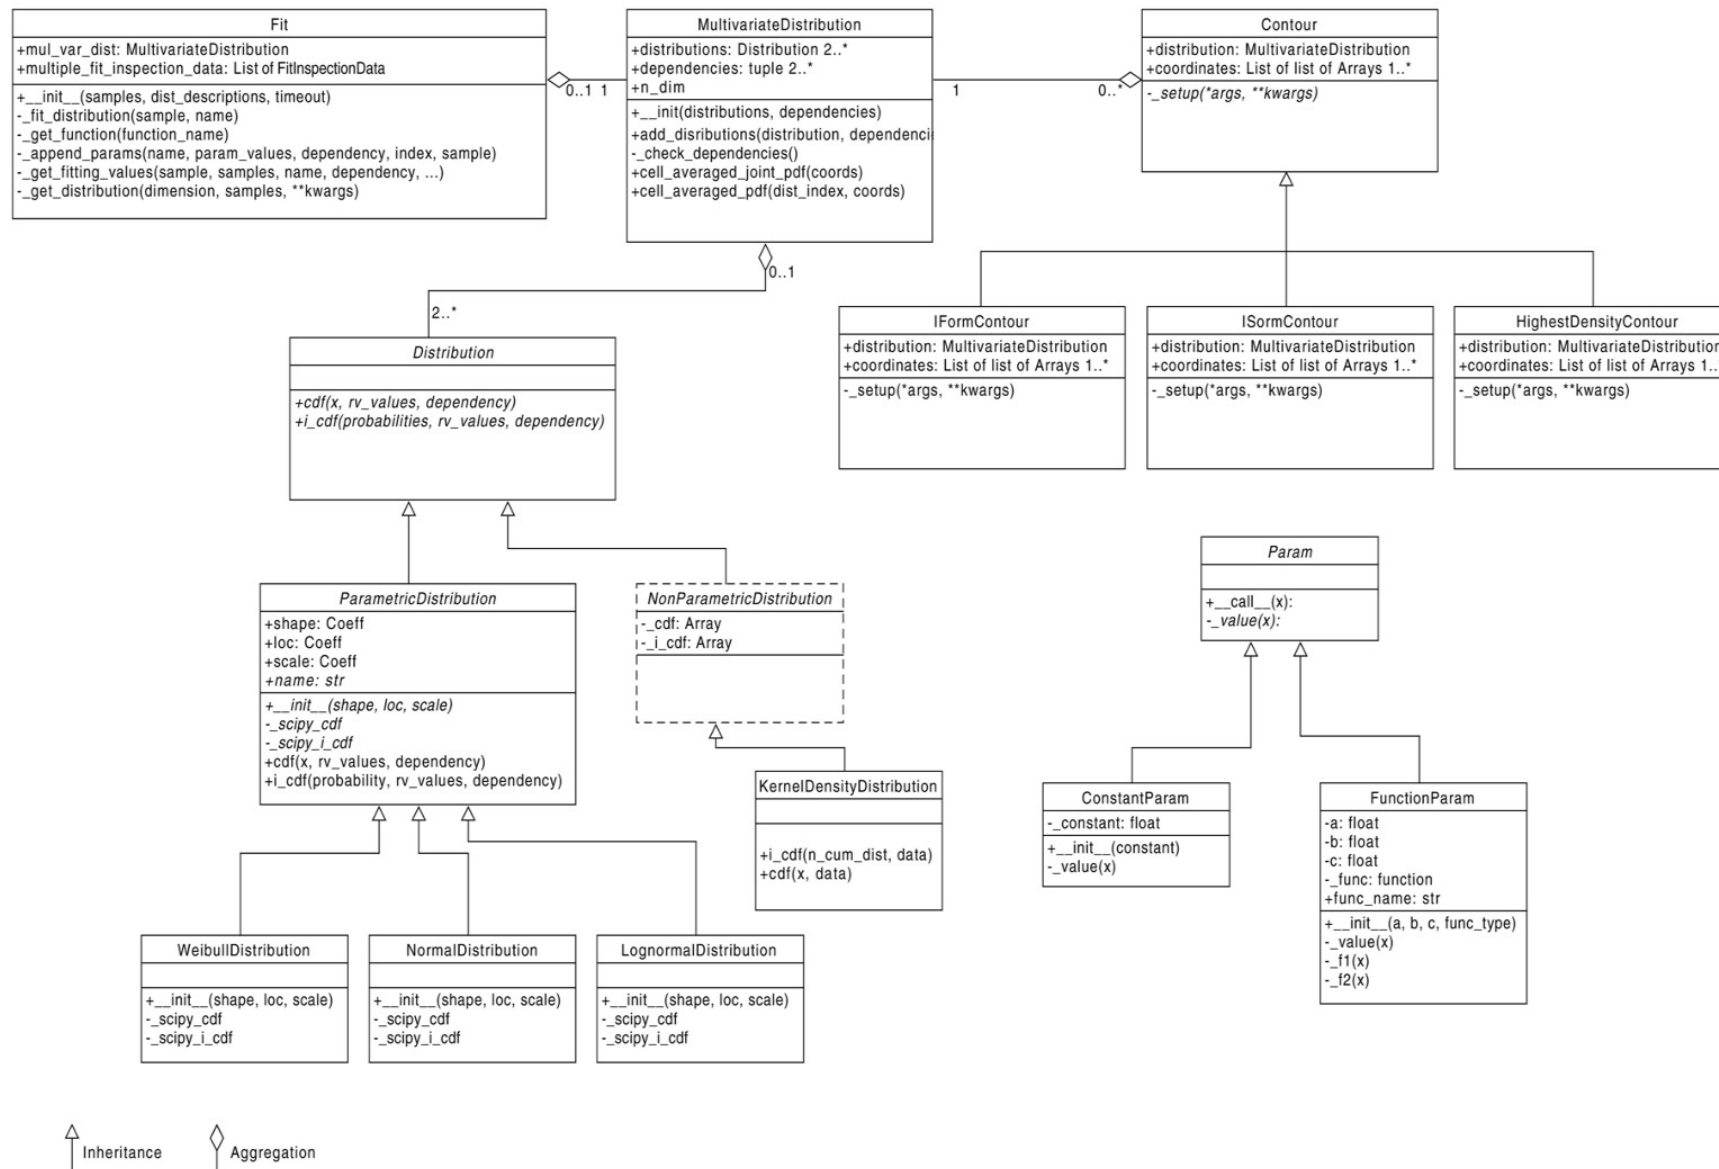 Fit
+mul_var_dist: MultivariateDistribution
+multiple_fit_inspection_data: List of FitInspectionData
+__init__(samples, dist_descriptions, timeout)
-_fit_distribution(sample, name)
-_get_function(function_name)
-_append_params(name, param_values, dependency, index, sample)
-_get_fitting_values(sample, samples, name, dependency, ...)
-_get_distribution(dimension, samples, **kwargs)
0..1 1
MultivariateDistribution
+distributions: Distribution 2..*
+dependencies: tuple 2..*
+n_dim
+__init(distributions, dependencies)
+add_disributions(distribution, dependenci
-_check_dependencies()
+cell_averaged_joint_pdf(coords)
+cell_averaged_pdf(dist_index, coords)
1
0..*
Contour
+distribution: MultivariateDistribution
+coordinates: List of list of Arrays 1..*
-_setup(*args, **kwargs)
0..1
2..*
IFormContour
+distribution: MultivariateDistribution
+coordinates: List of list of Arrays 1..*
-_setup(*args, **kwargs)
ISormContour
+distribution: MultivariateDistribution
+coordinates: List of list of Arrays 1..*
-_setup(*args, **kwargs)
HighestDensityContour
+distribution: MultivariateDistribution
+coordinates: List of list of Arrays 1..*
-_setup(*args, **kwargs)
Distribution
+cdf(x, rv_values, dependency)
+i_cdf(probabilities, rv_values, dependency)
ParametricDistribution
+shape: Coeff
+loc: Coeff
+scale: Coeff
+name: str
+__init__(shape, loc, scale)
-_scipy_cdf
-_scipy_i_cdf
+cdf(x, rv_values, dependency)
+i_cdf(probability, rv_values, dependency)
NonParametricDistribution
-_cdf: Array
-_i_cdf: Array
KernelDensityDistribution
+i_cdf(n_cum_dist, data)
+cdf(x, data)
Param
+__call__(x):
-_value(x):
ConstantParam
-_constant: float
+__init__(constant)
-_value(x)
FunctionParam
-a: float
-b: float
-c: float
-_func: function
+func_name: str
+__init__(a, b, c, func_type)
-_value(x)
-_f1(x)
-_f2(x)
WeibullDistribution
+__init__(shape, loc, scale)
-_scipy_cdf
-_scipy_i_cdf
NormalDistribution
+__init__(shape, loc, scale)
-_scipy_cdf
-_scipy_i_cdf
LognormalDistribution
+__init__(shape, loc, scale)
-_scipy_cdf
-_scipy_i_cdf
Inheritance
Aggregation